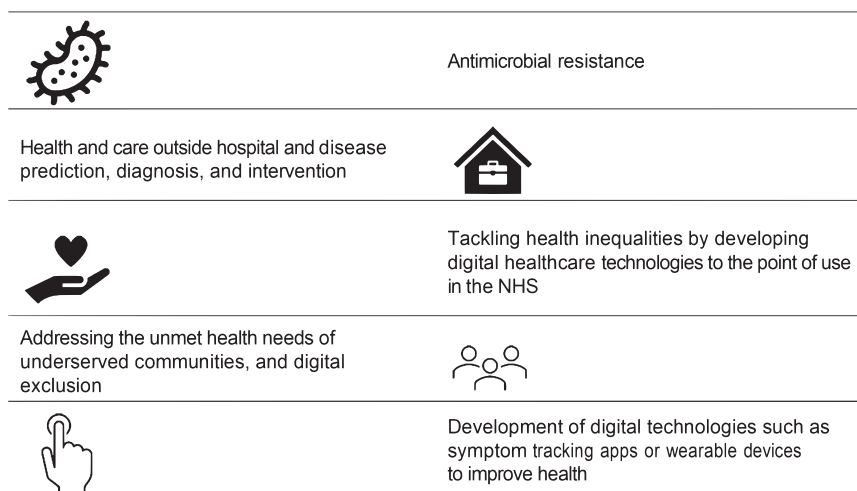 Antimicrobial resistance
Health and care outside hospital and disease
prediction, diagnosis, and intervention
Tackling health inequalities by developing
digital healthcare technologies to the point of use
in the NHS
Addressing the unmet health needs of
underserved communities, and digital
exclusion
Development of digital technologies such as
symptom tracking apps or wearable devices
to improve health